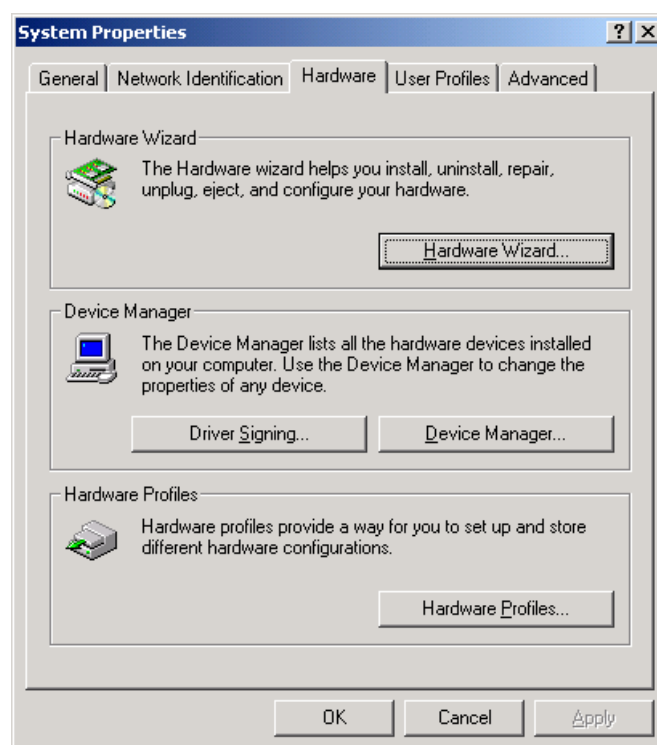 System Properties
General Network Identification Hardware User Profiles Advanced
Hardware Wizard
The Hardware wizard helps you install, uninstall, repair,
unplug, eject, and configure your hardware.
Hardware Wizard...
Device Manager
The Device Manager lists all the hardware devices installed
on your computer. Use the Device Manager to change the
properties of any device.
Driver Signing... Device Manager...
Hardware Profiles
Hardware profiles provide a way for you to set up and store
different hardware configurations.
Hardware Profiles...
OK Cancel Apply